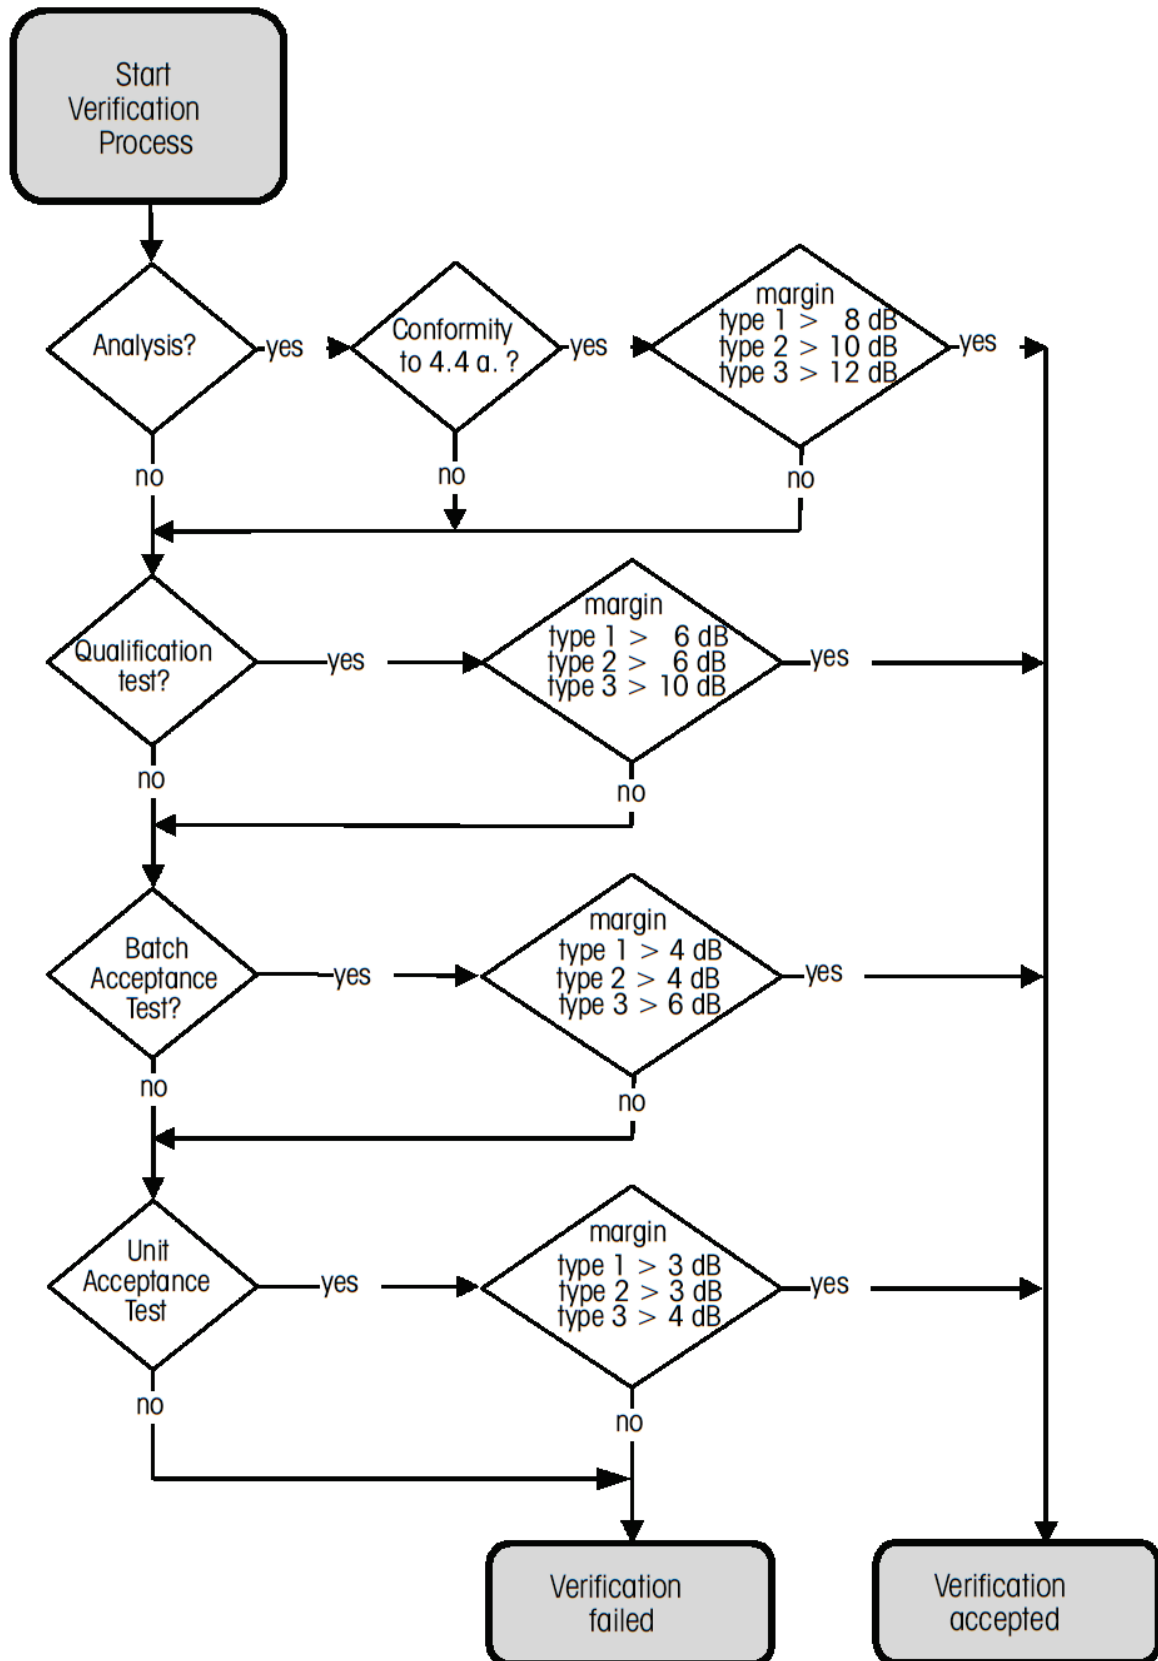 Start
Verification
Process
Analysis?
yes
Conformity
to 4.4 a. ?
yes
margin
type 1 > 8 dB
type 2 > 10 dB
type 3 > 12 dB
yes
no
no
no
Qualification
test?
yes
margin
type 1 > 6 dB
type 2 > 6 dB
type 3 > 10 dB
yes
no
no
Batch
Acceptance
Test?
yes
margin
type 1 > 4 dB
type 2 > 4 dB
type 3 > 6 dB
yes
no
no
Unit
Acceptance
Test
yes
margin
type 1 > 3 dB
type 2 > 3 dB
type 3 > 4 dB
yes
no
no
Verification
failed
Verification
accepted